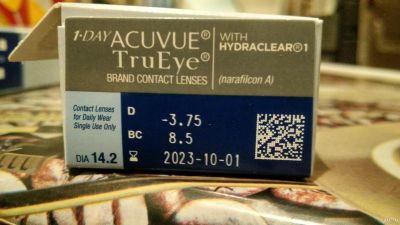 1·DAY ACUVUE®
TruEye®
BRAND CONTACT LENSES
WITH
HYDRACLEAR®1
(narafilcon A)
Contact Lenses
for Daily Wear
Single Use Only
DIA 14.2
D -3.75
BC 8.5
2023-10-01